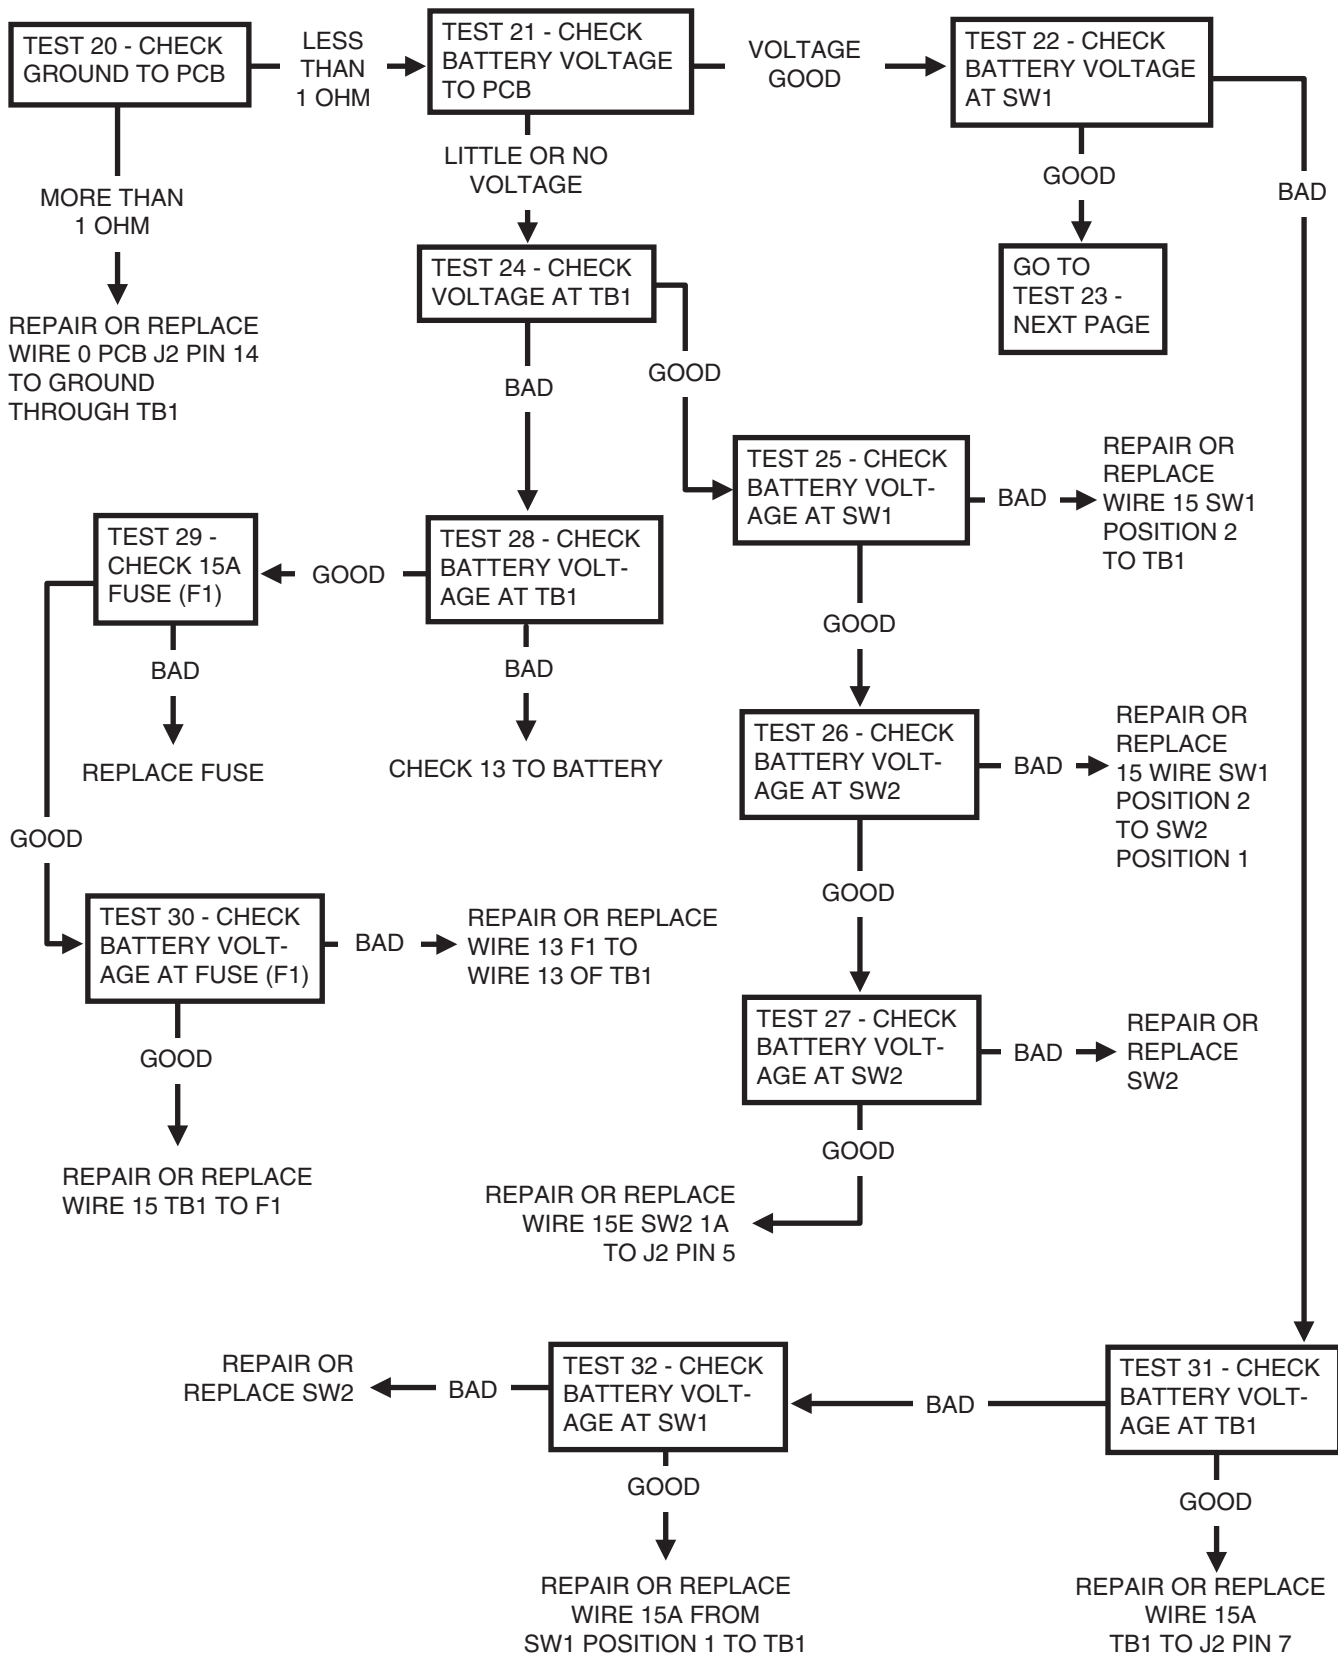 TEST 20 - CHECK
GROUND TO PCB
LESS
THAN
1 OHM
TEST 21 - CHECK
BATTERY VOLTAGE
TO PCB
VOLTAGE
GOOD
TEST 22 - CHECK
BATTERY VOLTAGE
AT SW1
MORE THAN
1 OHM
LITTLE OR NO
VOLTAGE
GOOD
BAD
REPAIR OR REPLACE
WIRE 0 PCB J2 PIN 14
TO GROUND
THROUGH TB1
TEST 24 - CHECK
VOLTAGE AT TB1
GO TO
TEST 23 -
NEXT PAGE
BAD
GOOD
TEST 25 - CHECK
BATTERY VOLT-
AGE AT SW1
BAD
REPAIR OR
REPLACE
WIRE 15 SW1
POSITION 2
TO TB1
TEST 29 -
CHECK 15A
FUSE (F1)
GOOD
TEST 28 - CHECK
BATTERY VOLT-
AGE AT TB1
GOOD
BAD
BAD
REPLACE FUSE
CHECK 13 TO BATTERY
TEST 26 - CHECK
BATTERY VOLT-
AGE AT SW2
BAD
REPAIR OR
REPLACE
15 WIRE SW1
POSITION 2
TO SW2
POSITION 1
GOOD
GOOD
TEST 30 - CHECK
BATTERY VOLT-
AGE AT FUSE (F1)
BAD
REPAIR OR REPLACE
WIRE 13 F1 TO
WIRE 13 OF TB1
TEST 27 - CHECK
BATTERY VOLT-
AGE AT SW2
BAD
REPAIR OR
REPLACE
SW2
GOOD
GOOD
REPAIR OR REPLACE
WIRE 15 TB1 TO F1
REPAIR OR REPLACE
WIRE 15E SW2 1A
TO J2 PIN 5
REPAIR OR
REPLACE SW2
BAD
TEST 32 - CHECK
BATTERY VOLT-
AGE AT SW1
BAD
TEST 31 - CHECK
BATTERY VOLT-
AGE AT TB1
GOOD
GOOD
REPAIR OR REPLACE
WIRE 15A FROM
SW1 POSITION 1 TO TB1
REPAIR OR REPLACE
WIRE 15A
TB1 TO J2 PIN 7